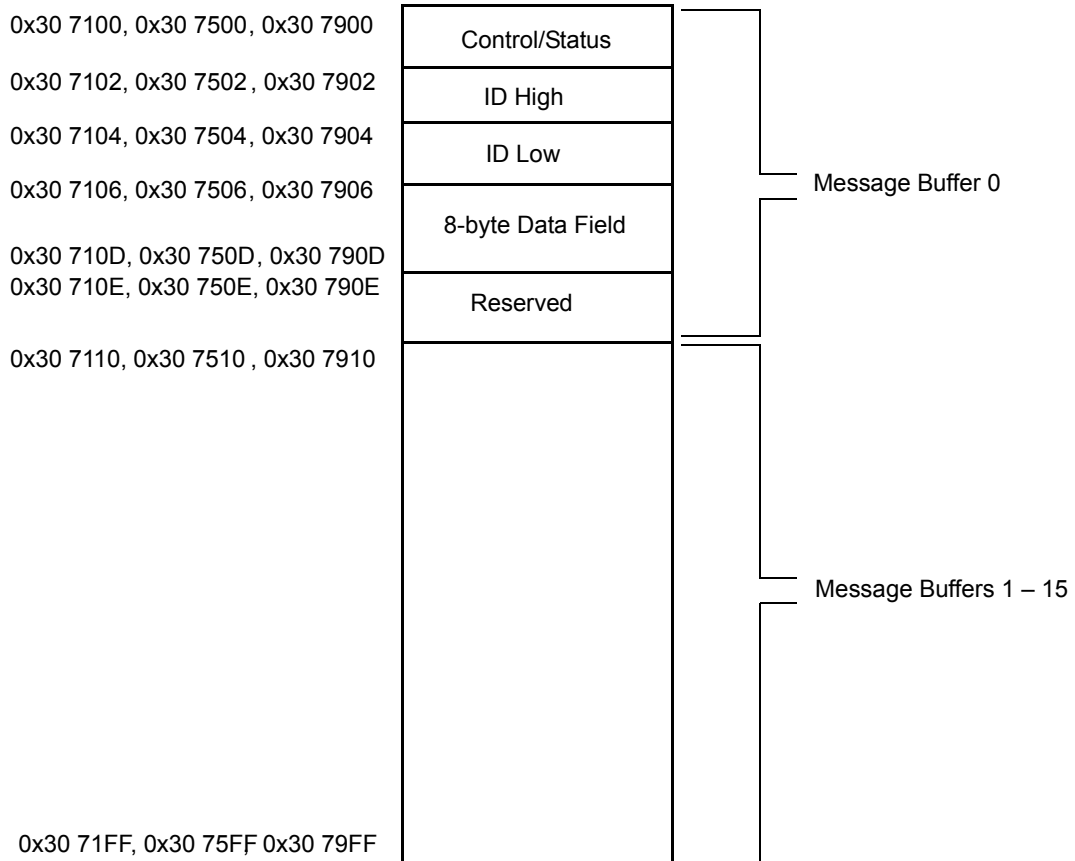 0x30 7100, 0x30 7500, 0x30 7900
Control/Status
0x30 7102, 0x30 7502 , 0x30 7902
ID High
0x30 7104, 0x30 7504, 0x30 7904
ID Low
0x30 7106, 0x30 7506, 0x30 7906
Message Buffer 0
8-byte Data Field
0x30 710D, 0x30 750D, 0x30 790D
0x30 710E, 0x30 750E, 0x30 790E
Reserved
0x30 7110, 0x30 7510 , 0x30 7910
Message Buffers 1 – 15
0x30 71FF, 0x30 75FF, 0x30 79FF